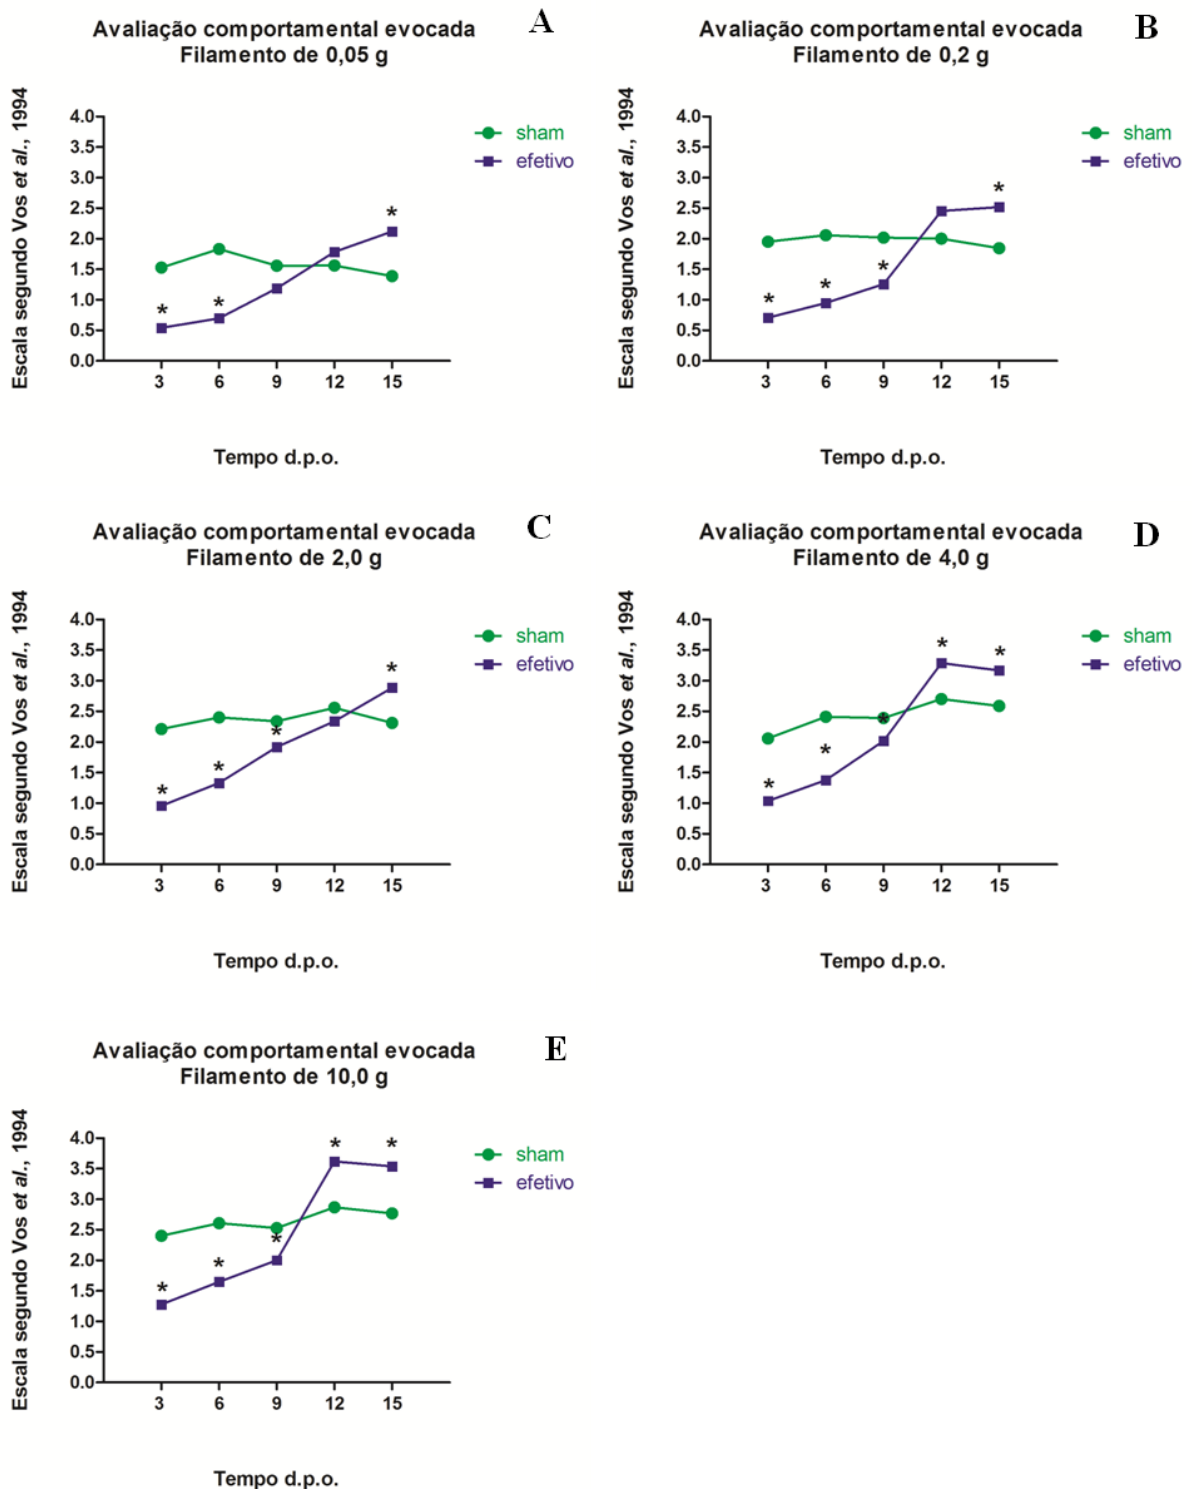 Avaliação comportamental evocada
Filamento de 0,05 g
A
Escala segundo Vos et al., 1994
4.0
3.5
3.0
2.5
2.0
1.5
1.0
0.5
0.0
* * *
3 6 9 12 15
Tempo d.p.o.
sham
efetivo
Avaliação comportamental evocada
Filamento de 0,2 g
B
Escala segundo Vos et al., 1994
4.0
3.5
3.0
2.5
2.0
1.5
1.0
0.5
0.0
* * * *
3 6 9 12 15
Tempo d.p.o.
sham
efetivo
Avaliação comportamental evocada
Filamento de 2,0 g
C
Escala segundo Vos et al., 1994
4.0
3.5
3.0
2.5
2.0
1.5
1.0
0.5
0.0
* * * *
3 6 9 12 15
Tempo d.p.o.
sham
efetivo
Avaliação comportamental evocada
Filamento de 4,0 g
D
Escala segundo Vos et al., 1994
4.0
3.5
3.0
2.5
2.0
1.5
1.0
0.5
0.0
* * * * *
3 6 9 12 15
Tempo d.p.o.
sham
efetivo
Avaliação comportamental evocada
Filamento de 10,0 g
E
Escala segundo Vos et al., 1994
4.0
3.5
3.0
2.5
2.0
1.5
1.0
0.5
0.0
* * * * *
3 6 9 12 15
Tempo d.p.o.
sham
efetivo